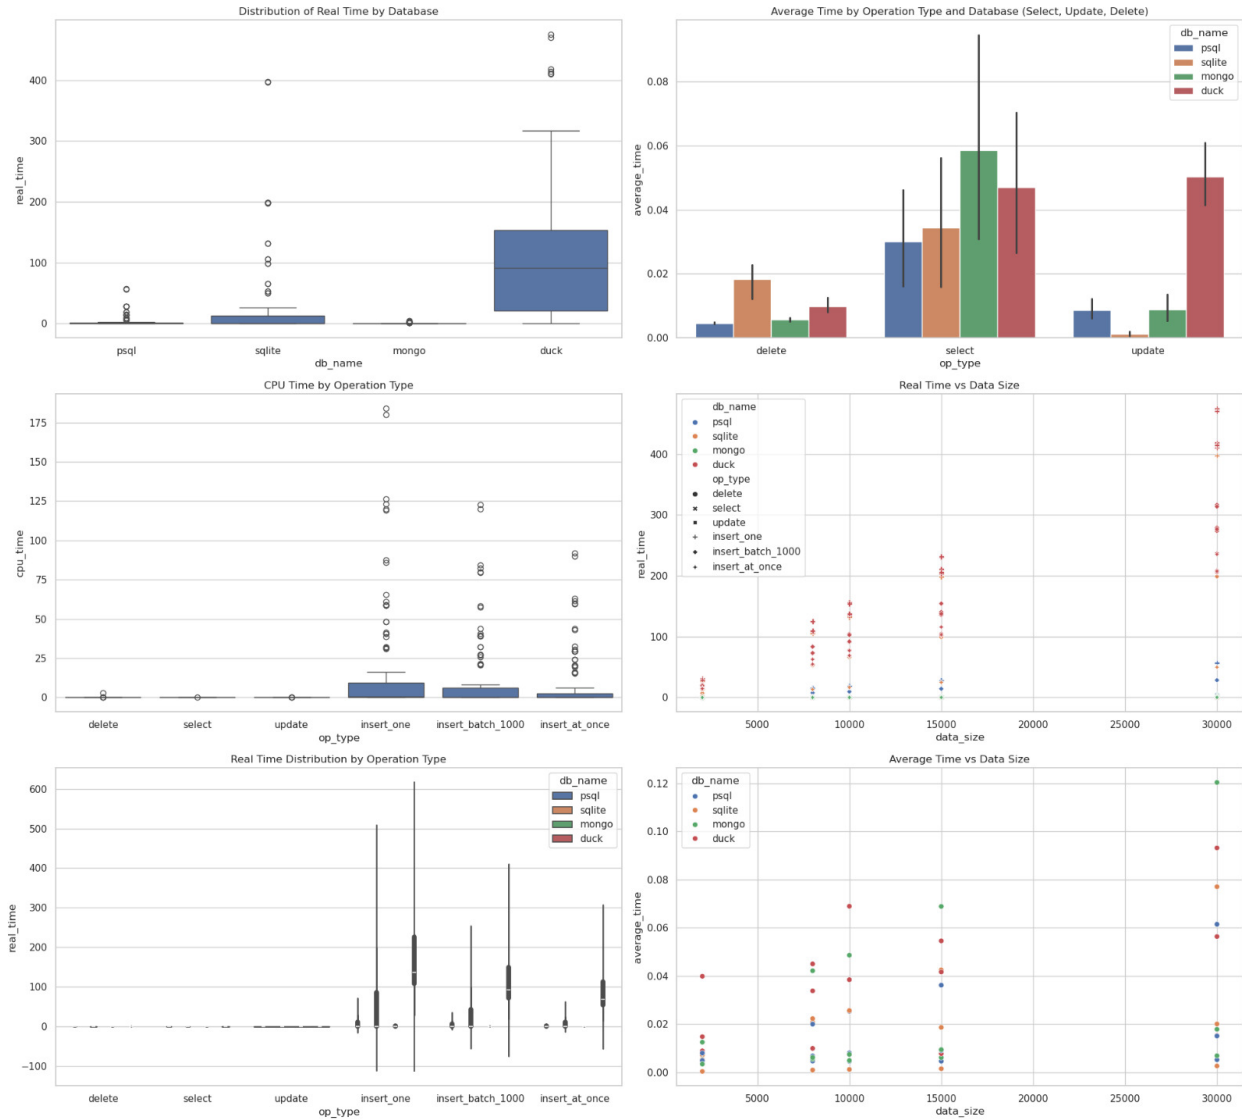 Distribution of Real Time by Database
400
300
200
100
0
real_time
psql
sqlite
mongo
duck
db_name
Average Time by Operation Type and Database (Select, Update, Delete)
db_name
psql
sqlite
mongo
duck
0.08
0.06
0.04
0.02
0.00
average_time
delete
select
update
op_type
CPU Time by Operation Type
175
150
125
100
75
50
25
0
cpu_time
delete
select
update
insert_one
insert_batch_1000
insert_at_once
op_type
Real Time vs Data Size
db_name
psql
sqlite
mongo
duck
op_type
delete
select
update
insert_one
insert_batch_1000
insert_at_once
400
300
200
100
0
real_time
5000
10000
15000
20000
25000
30000
data_size
Real Time Distribution by Operation Type
db_name
psql
sqlite
mongo
duck
600
500
400
300
200
100
0
−100
real_time
delete
select
update
insert_one
insert_batch_1000
insert_at_once
op_type
Average Time vs Data Size
db_name
psql
sqlite
mongo
duck
0.12
0.10
0.08
0.06
0.04
0.02
0.00
average_time
5000
10000
15000
20000
25000
30000
data_size